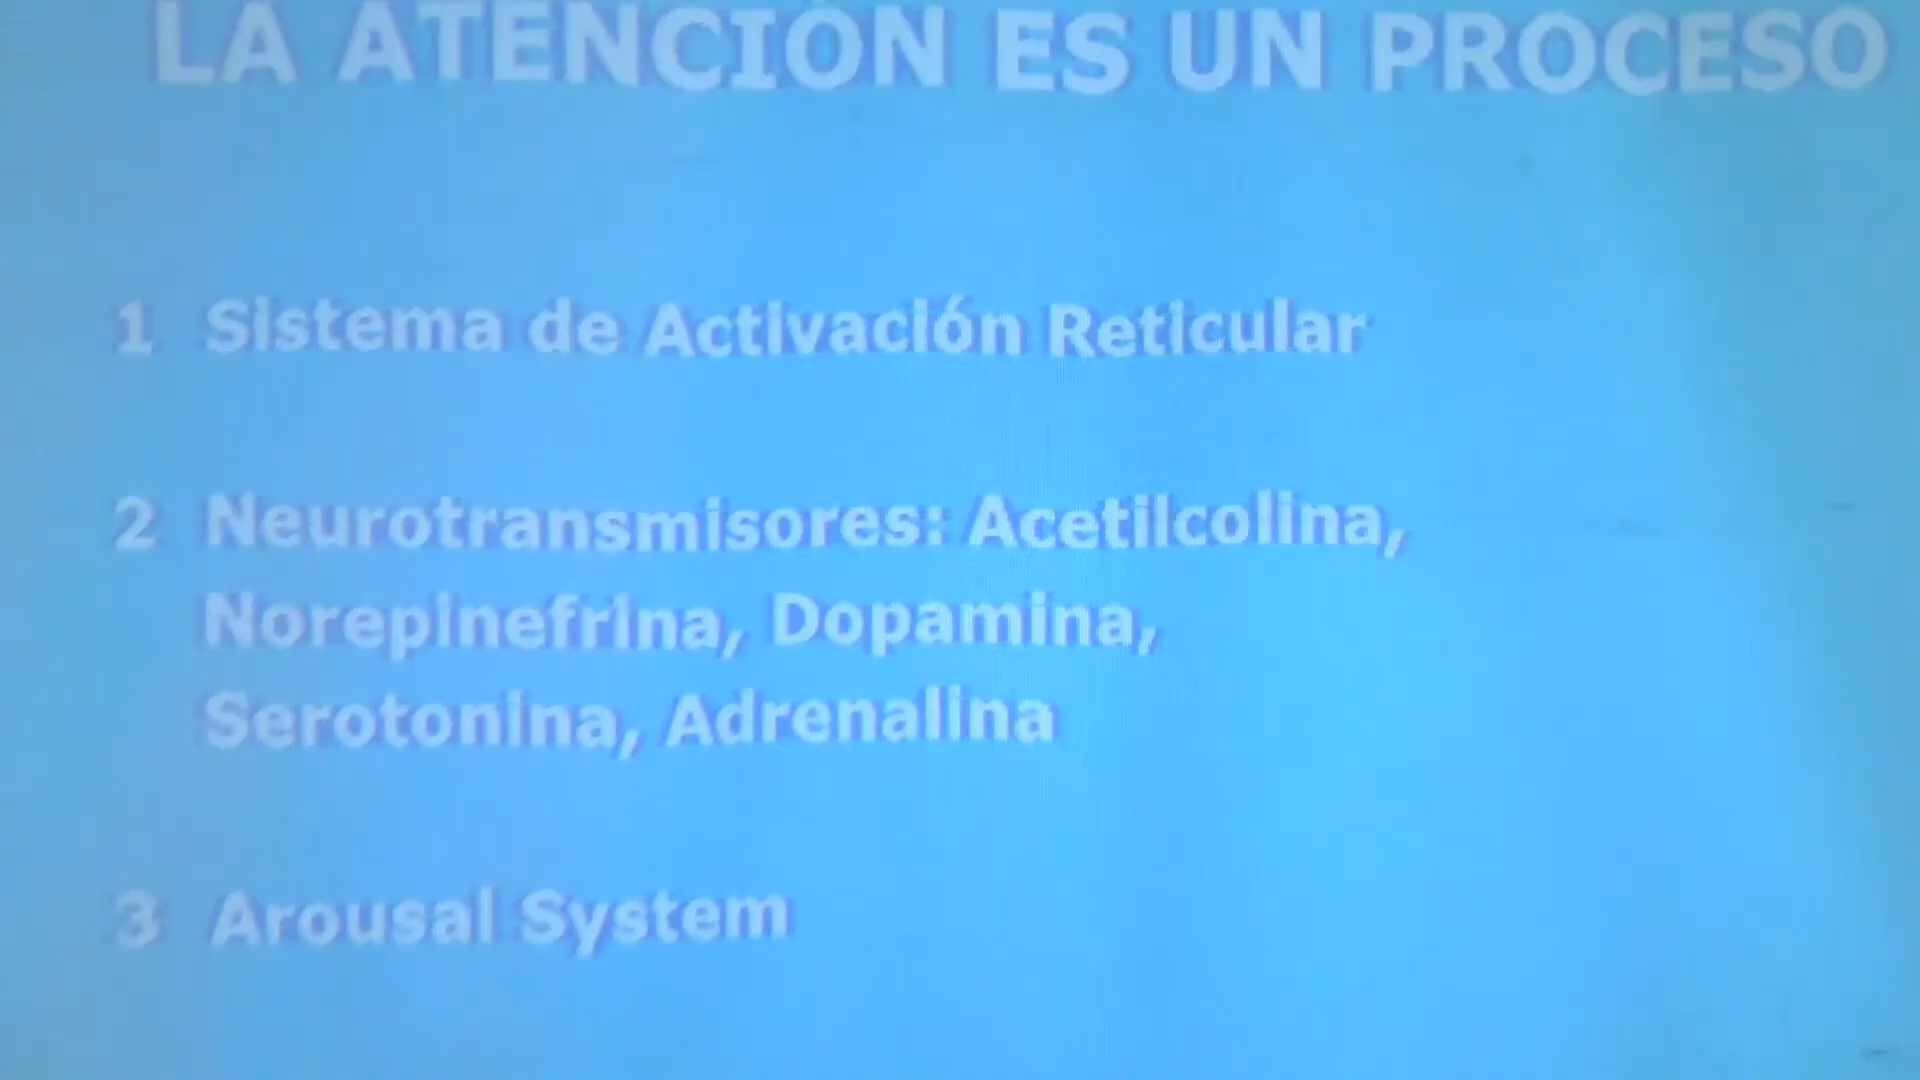 LA ATENCIÓN ES UN PROCESO
1 Sistema de Activación Reticular
2 Neurotransmisores: Acetilcolina,
Norepinefrina, Dopamina,
Serotonina, Adrenalina
3 Arousal System